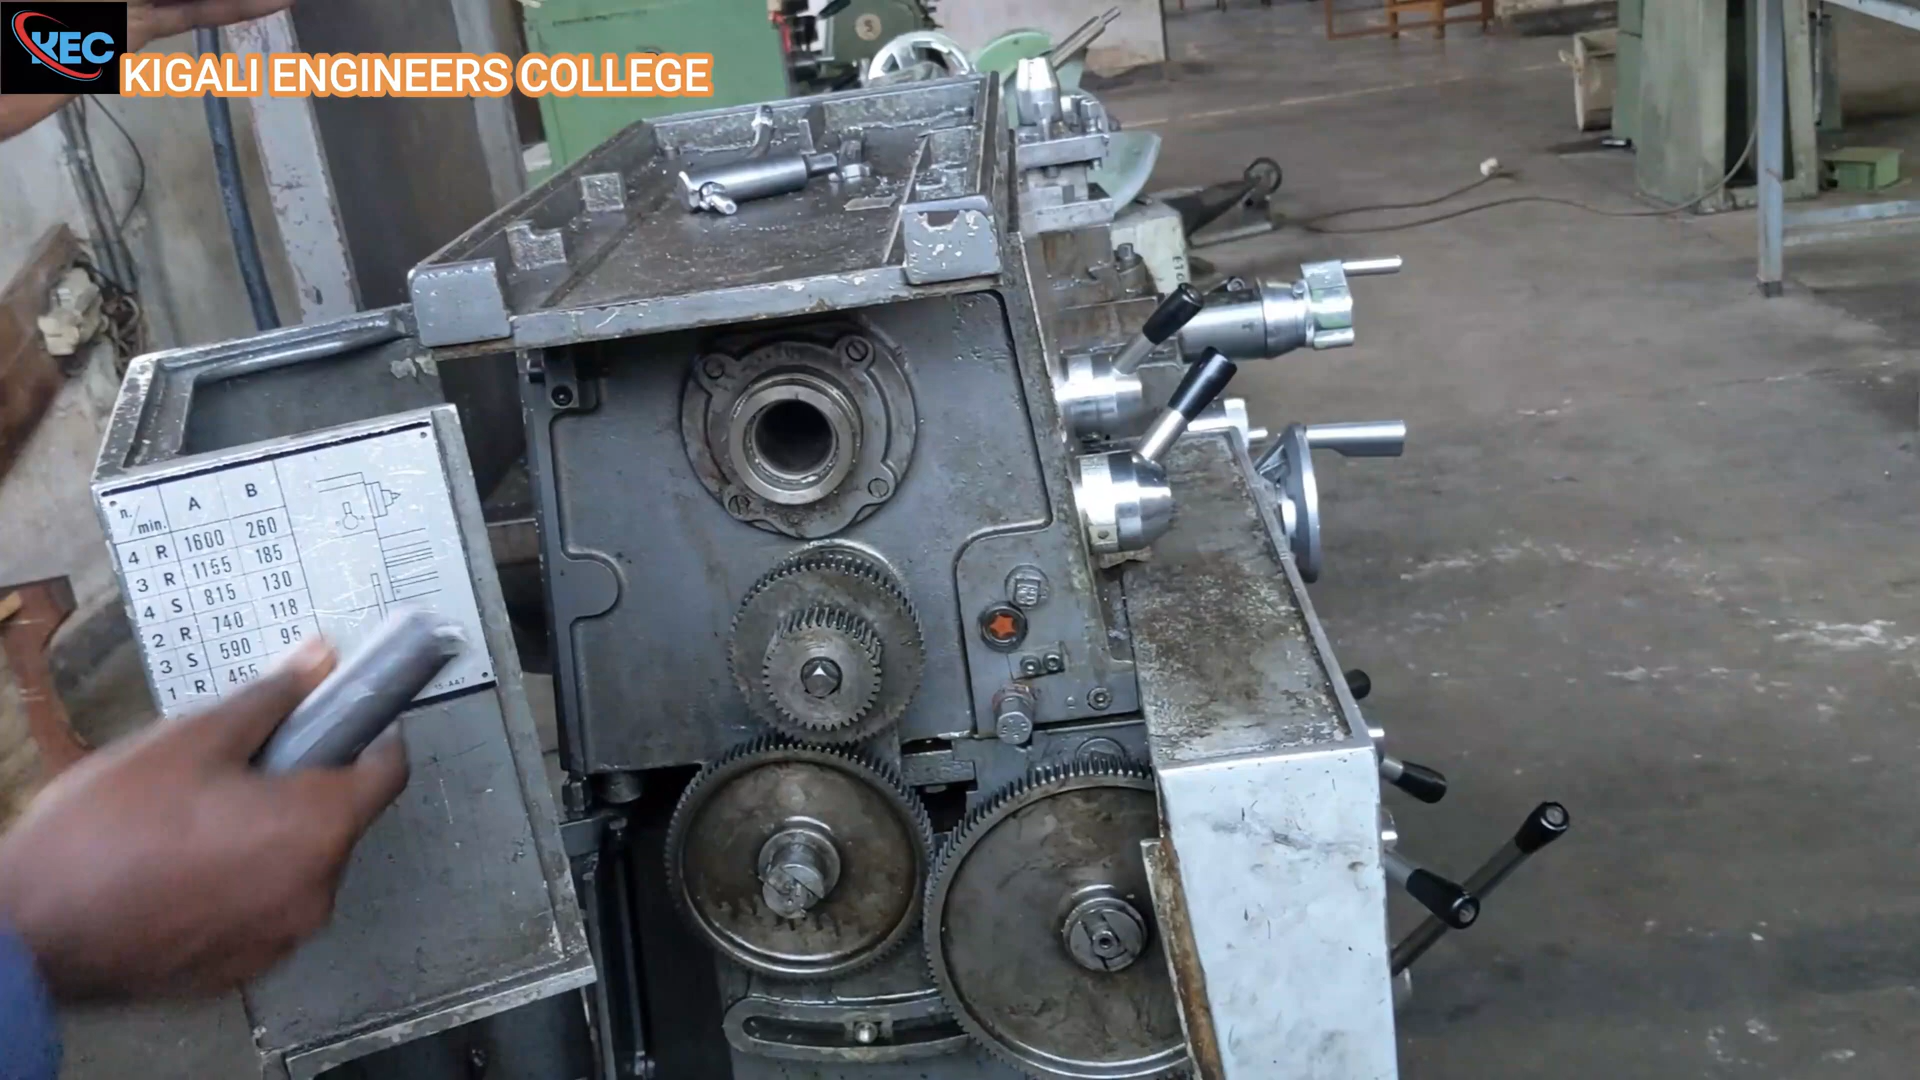 KEC
KIGALI ENGINEERS COLLEGE
n./min. A B
4 R 1600 260
3 R 1155 185
4 S 815 130
2 R 740 118
3 S 590 95
1 R 455